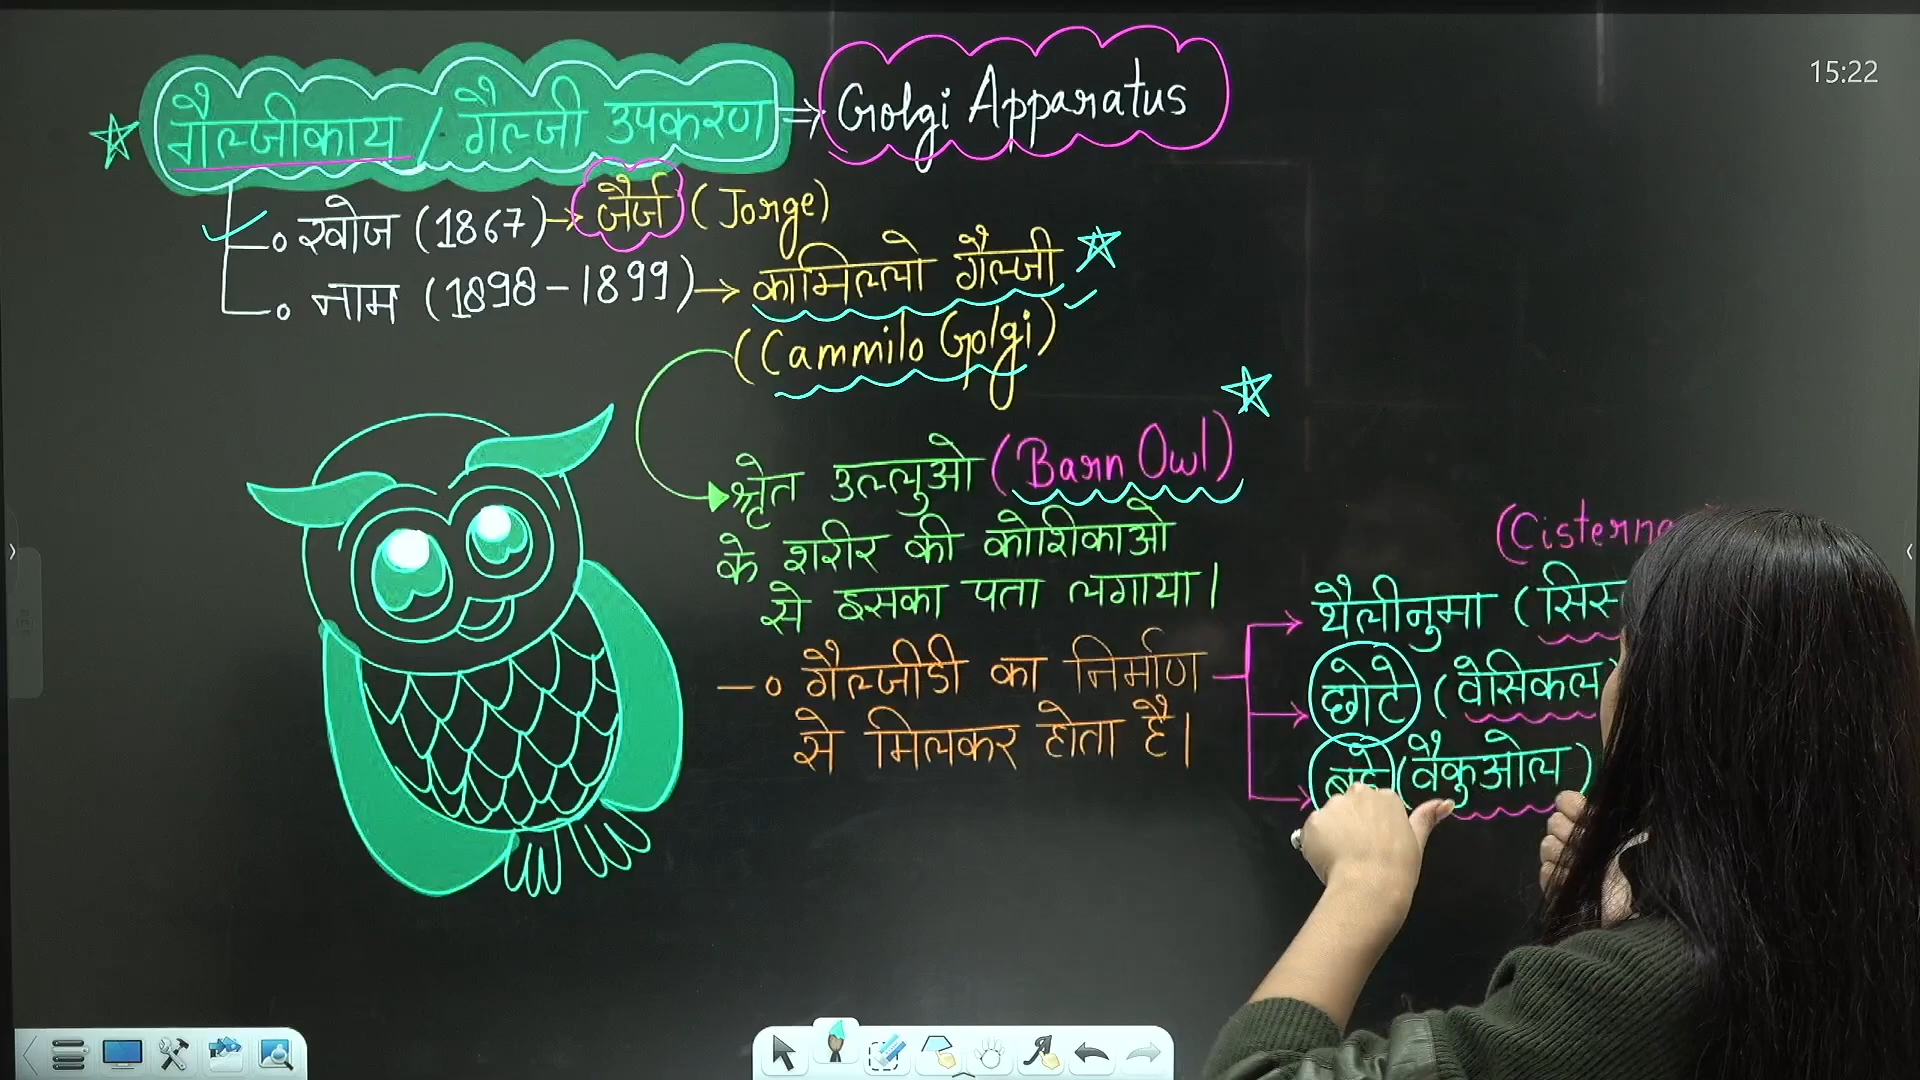 15:22
गैल्जीकाय / गैल्जी उपकरण ⇒ Golgi Apparatus
खोज (1867) → जॅर्ज (Jorge)
नाम (1898-1899) → कामिल्लो गैल्जी
(Cammilo Golgi)
श्वेत उल्लुओ (Barn Owl)
के शरीर की कोशिकाओ
से इसका पता लगाया।
(Cisterna
थैलीनुमा (सिस
गैल्जीडी का निर्माण
छोटे (वेसिकल)
से मिलकर होता है।
बड़े (वैकुओल)